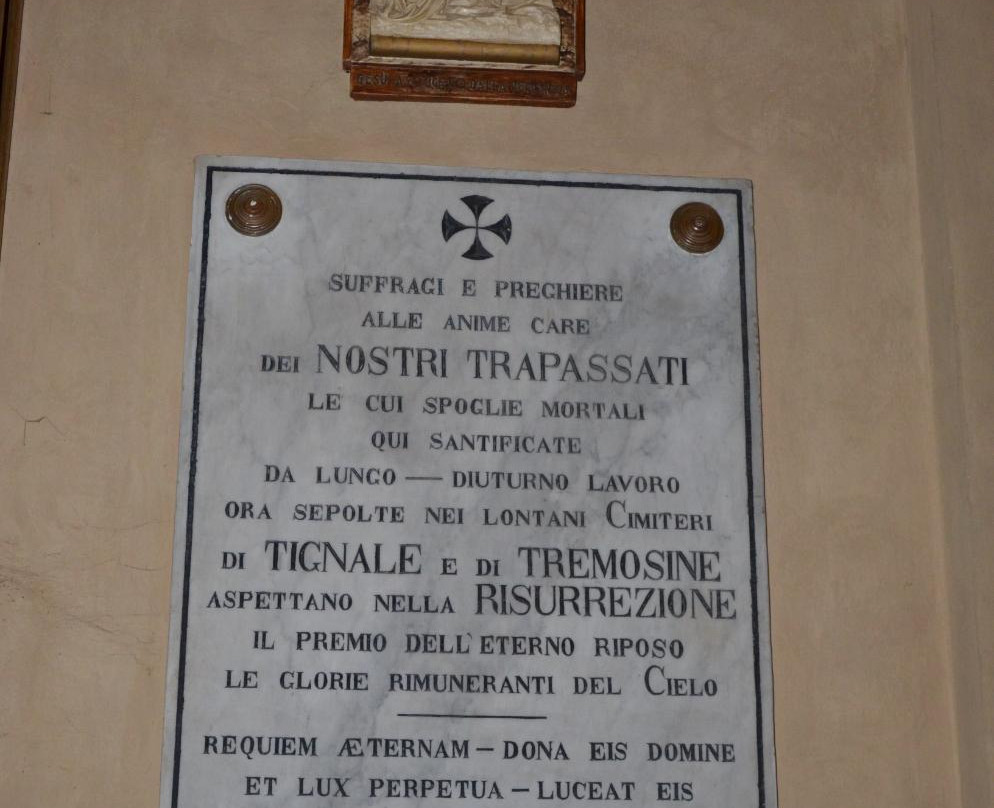 SUFFRAGI E PREGHIERE
ALLE ANIME CARE
DEI NOSTRI TRAPASSATI
LE CUI SPOGLIE MORTALI
QUI SANTIFICATE
DA LUNGO — DIUTURNO LAVORO
ORA SEPOLTE NEI LONTANI CIMITERI
DI TIGNALE E DI TREMOSINE
ASPETTANO NELLA RISURREZIONE
IL PREMIO DELL'ETERNO RIPOSO
LE GLORIE RIMUNERANTI DEL CIELO
REQUIEM ÆTERNAM — DONA EIS DOMINE
ET LUX PERPETUA — LUCEAT EIS